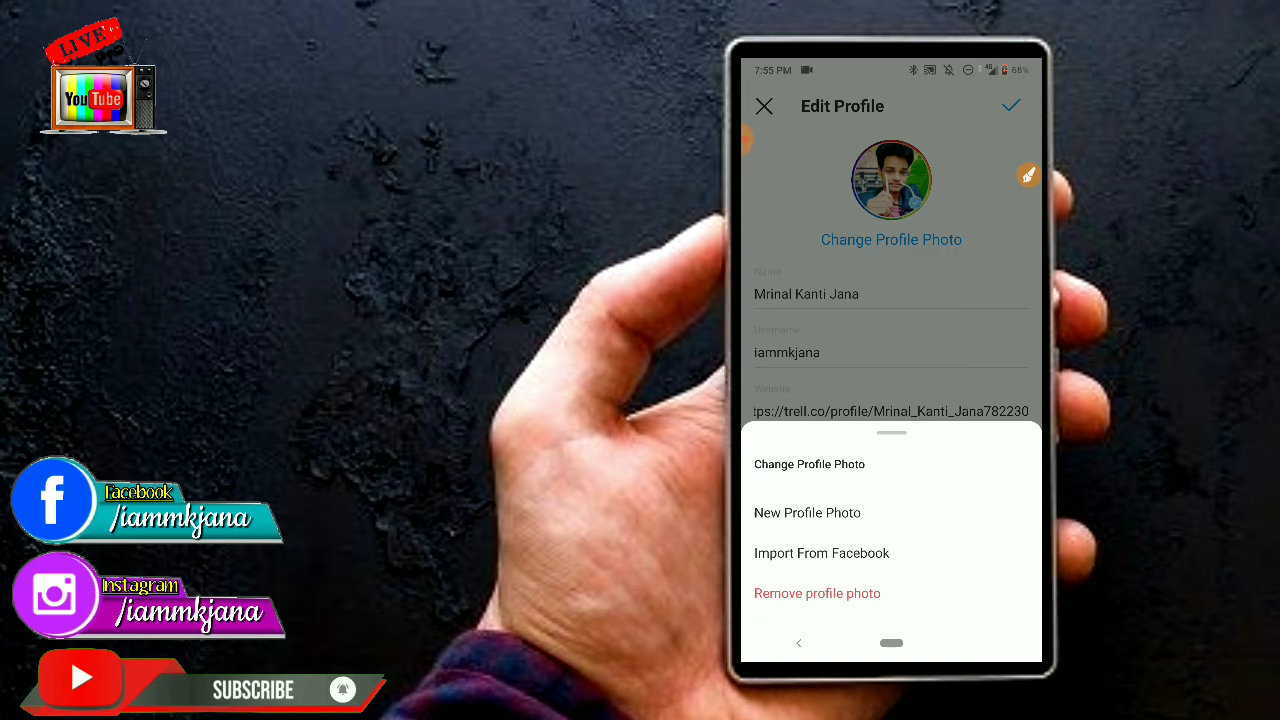 LIVE
Pro
YouTube
7:55 PM
4G
68%
Edit Profile
Change Profile Photo
Name
Mrinal Kanti Jana
Username
iammkjana
Website
tps://trell.co/profile/Mrinal_Kanti_Jana782230
Change Profile Photo
New Profile Photo
Import From Facebook
Remove profile photo
Facebook
/iammkjana
Instagram
/iammkjana
SUBSCRIBE